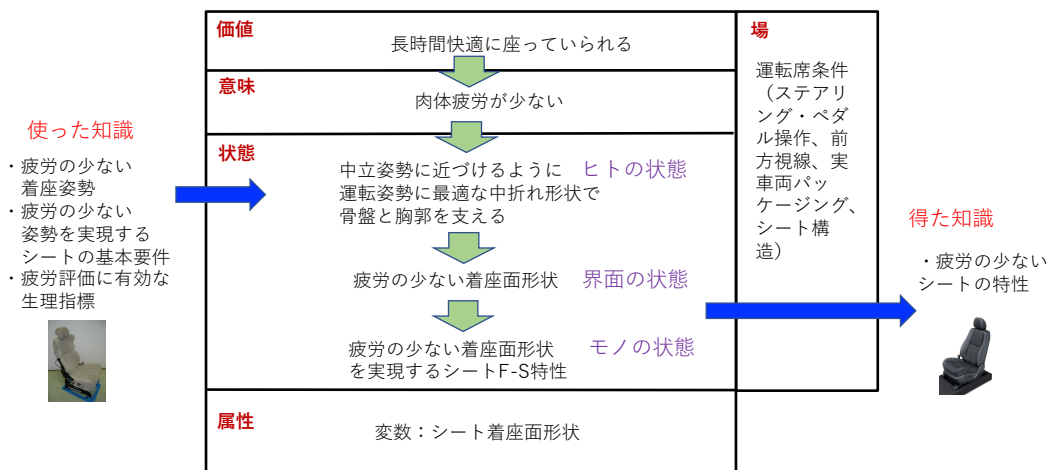 価値
長時間快適に座っていられる
意味
肉体疲労が少ない
使った知識
・疲労の少ない
着座姿勢
・疲労の少ない
姿勢を実現する
シートの基本要件
・疲労評価に有効な
生理指標
状態
中立姿勢に近づけるように
運転姿勢に最適な中折れ形状で
骨盤と胸郭を支える
ヒトの状態
疲労の少ない着座面形状
界面の状態
疲労の少ない着座面形状
を実現するシートF-S特性
モノの状態
属性
変数：シート着座面形状
場
運転席条件
（ステアリ
ング・ペダ
ル操作、前
方視線、実
車両パッ
ケージング、
シート構
造）
得た知識
・疲労の少ない
シートの特性